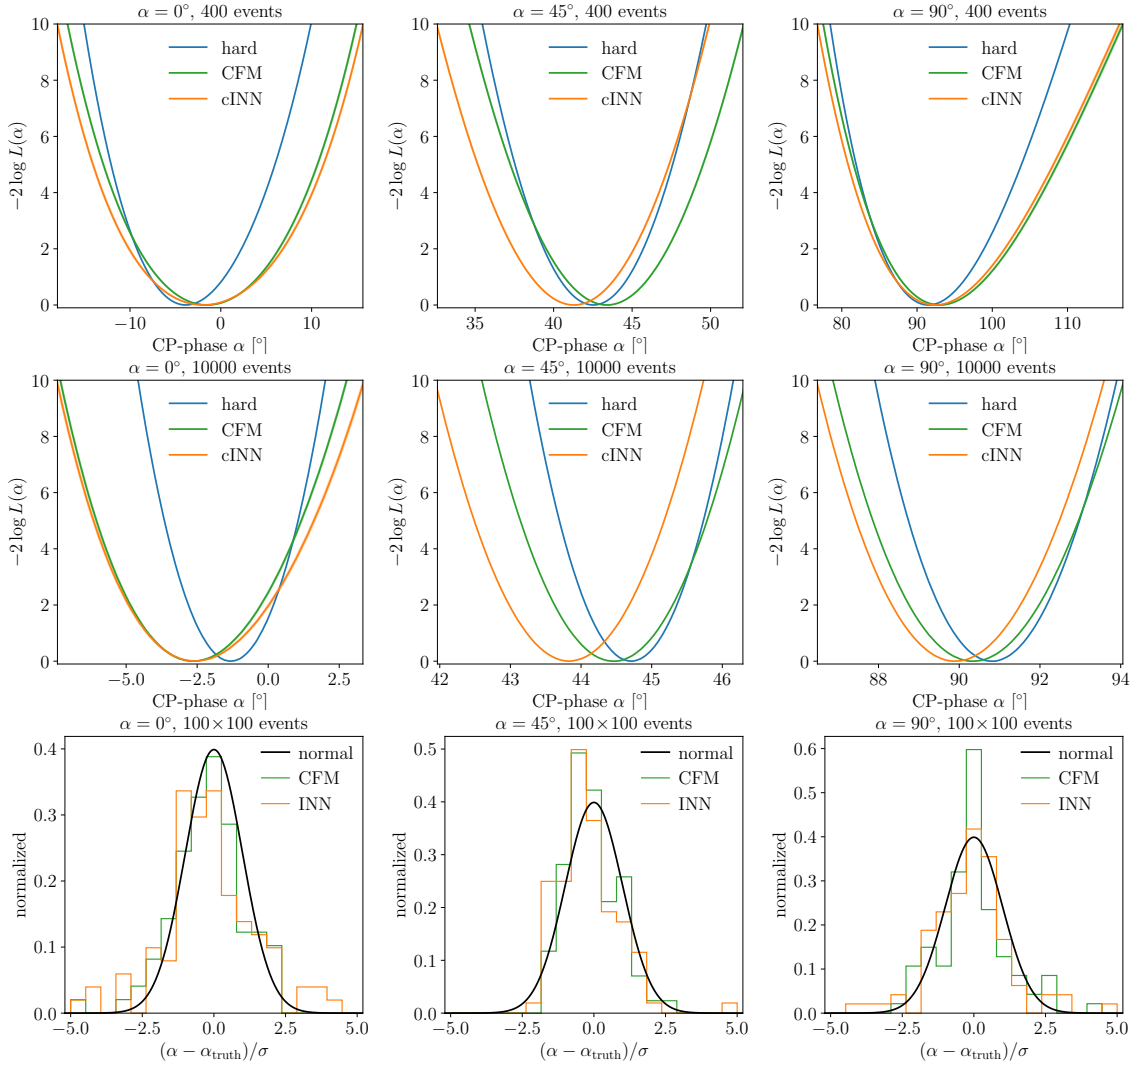 α = 0°, 400 events
10
8
6
4
2
0
−2 log L(α)
hard
CFM
cINN
−10
0
10
CP-phase α [°]
α = 45°, 400 events
10
8
6
4
2
0
−2 log L(α)
hard
CFM
cINN
35
40
45
50
CP-phase α [°]
α = 90°, 400 events
10
8
6
4
2
0
−2 log L(α)
hard
CFM
cINN
80
90
100
110
CP-phase α [°]
α = 0°, 10000 events
10
8
6
4
2
0
−2 log L(α)
hard
CFM
cINN
−5.0
−2.5
0.0
2.5
CP-phase α [°]
α = 45°, 10000 events
10
8
6
4
2
0
−2 log L(α)
hard
CFM
cINN
42
43
44
45
46
CP-phase α [°]
α = 90°, 10000 events
10
8
6
4
2
0
−2 log L(α)
hard
CFM
cINN
88
90
92
94
CP-phase α [°]
α = 0°, 100×100 events
0.4
0.3
0.2
0.1
0.0
normalized
normal
CFM
INN
−5.0
−2.5
0.0
2.5
5.0
(α − α_truth)/σ
α = 45°, 100×100 events
0.5
0.4
0.3
0.2
0.1
0.0
normalized
normal
CFM
INN
−5.0
−2.5
0.0
2.5
5.0
(α − α_truth)/σ
α = 90°, 100×100 events
0.6
0.5
0.4
0.3
0.2
0.1
0.0
normalized
normal
CFM
INN
−5.0
−2.5
0.0
2.5
5.0
(α − α_truth)/σ